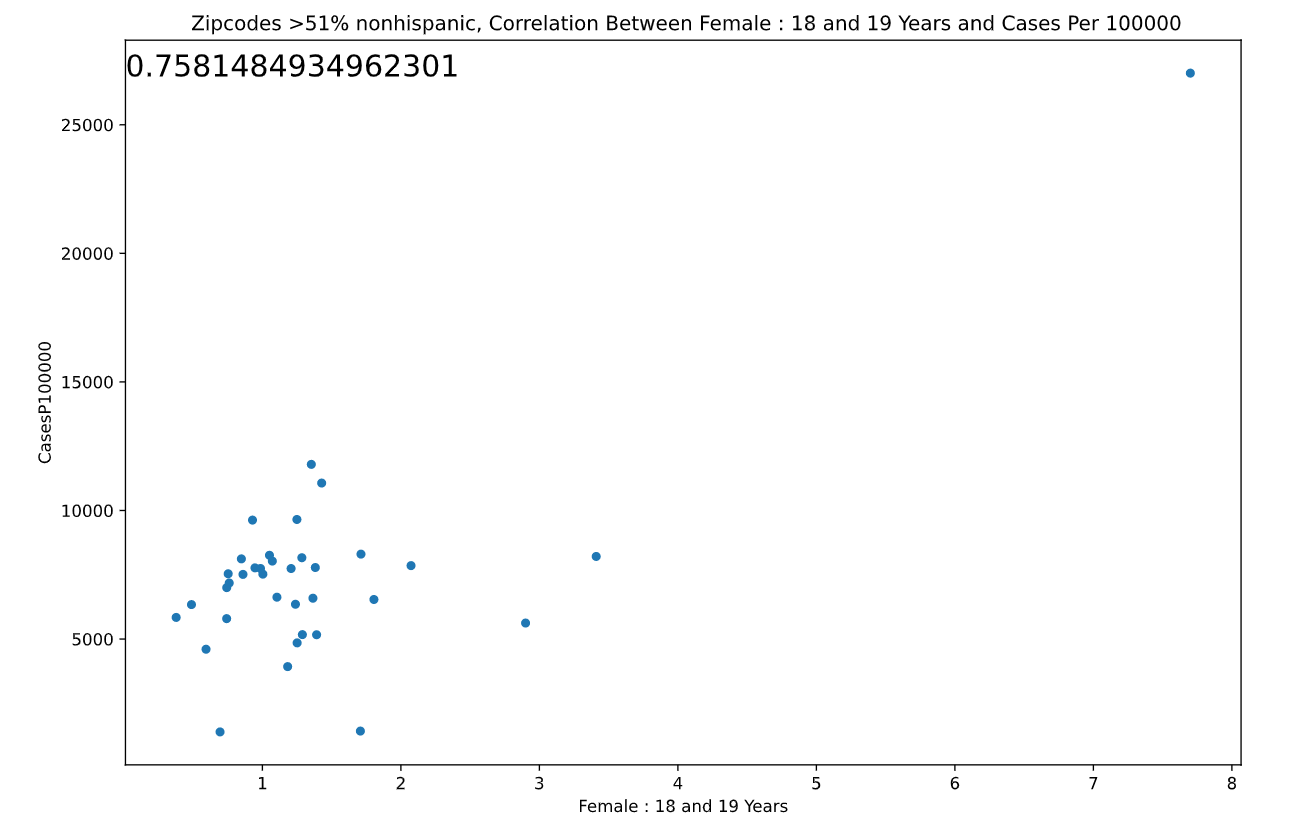 Zipcodes >51% nonhispanic, Correlation Between Female : 18 and 19 Years and Cases Per 100000
0.7581484934962301
25000
20000
15000
10000
5000
CasesP100000
1 2 3 4 5 6 7 8
Female : 18 and 19 Years